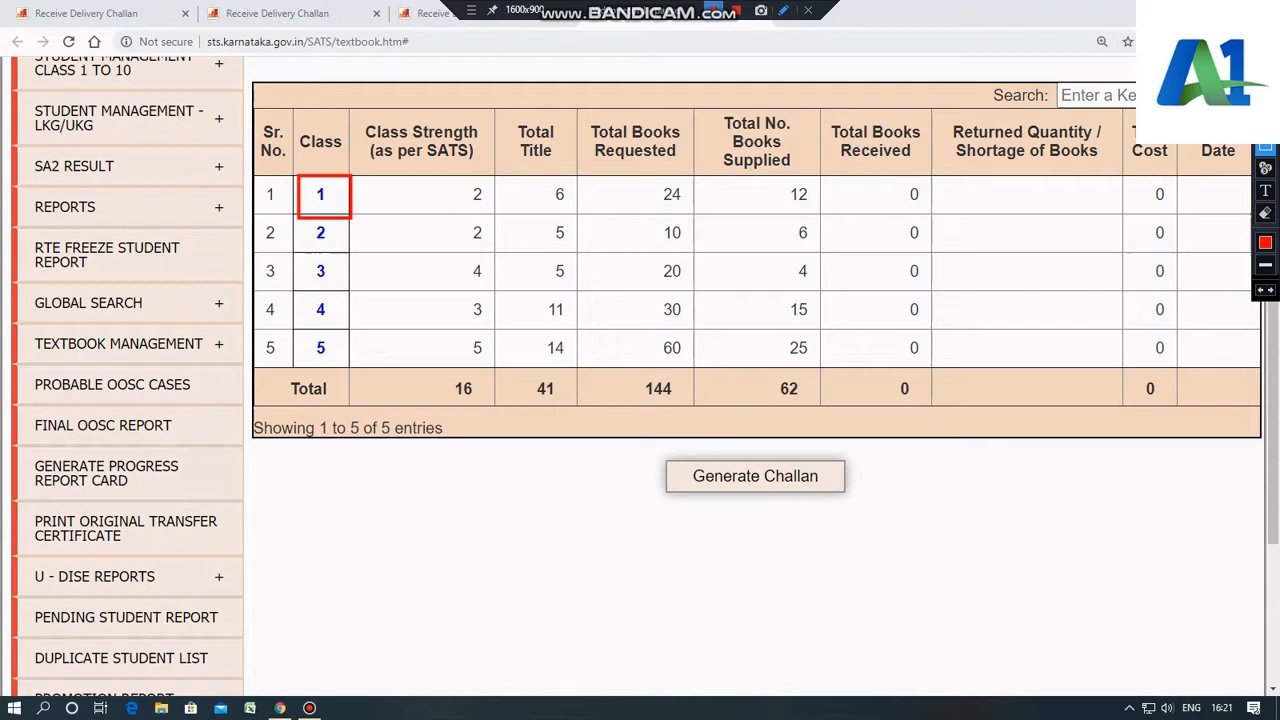 Receive Delivery Challan × Receive Delivery Challan × Receive
1600x900
www.BANDICAM.com
Not secure sts.karnataka.gov.in/SATS/textbook.htm#
A1
STUDENT MANAGEMENT
CLASS 1 TO 10 +
STUDENT MANAGEMENT -
LKG/UKG +
SA2 RESULT +
REPORTS +
RTE FREEZE STUDENT
REPORT
GLOBAL SEARCH +
TEXTBOOK MANAGEMENT +
PROBABLE OOSC CASES
FINAL OOSC REPORT
GENERATE PROGRESS
REPORT CARD
PRINT ORIGINAL TRANSFER
CERTIFICATE
U - DISE REPORTS +
PENDING STUDENT REPORT
DUPLICATE STUDENT LIST
PROMOTION REPORT
Search: Enter a Ke
Sr.
No.
Class
Class Strength
(as per SATS)
Total
Title
Total Books
Requested
Total No.
Books
Supplied
Total Books
Received
Returned Quantity /
Shortage of Books
Cost
Date
1 1 2 6 24 12 0 0
2 2 2 5 10 6 0 0
3 3 4 5 20 4 0 0
4 4 3 11 30 15 0 0
5 5 5 14 60 25 0 0
Total 16 41 144 62 0 0
Showing 1 to 5 of 5 entries
Generate Challan
T
ENG 16:21